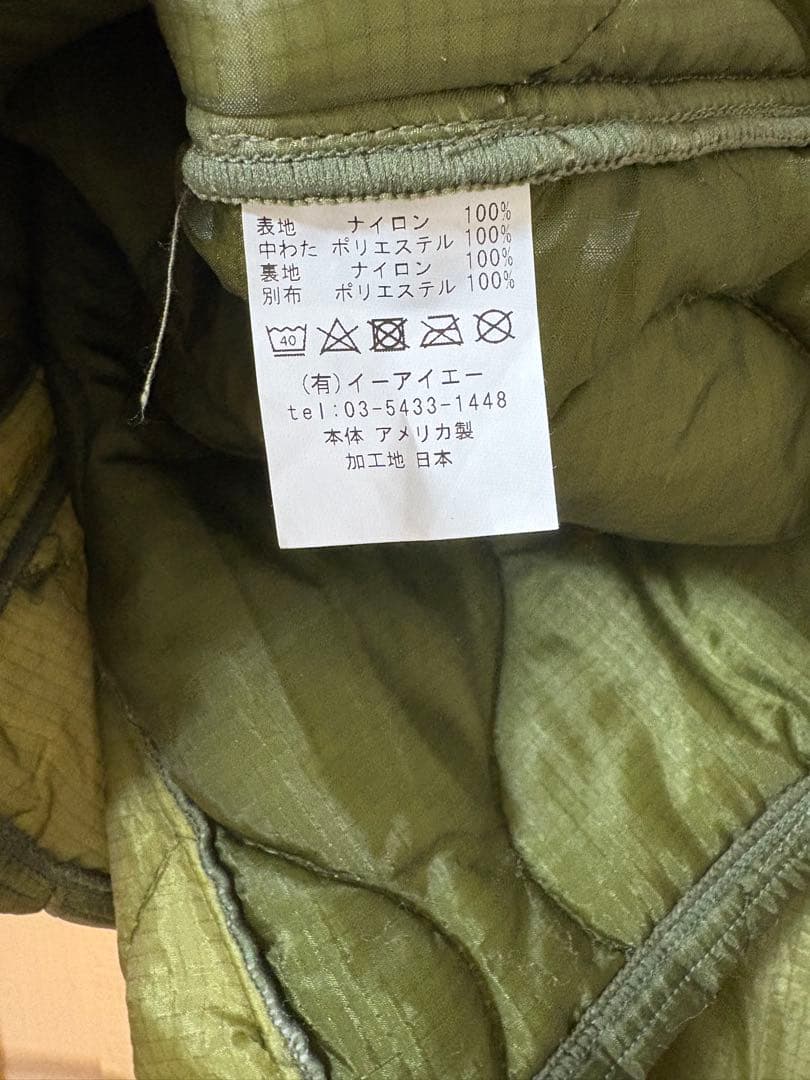 表地 ナイロン 100%
中わた ポリエステル 100%
裏地 ナイロン 100%
別布 ポリエステル 100%
40
(有)イーアイエー
tel:03-5433-1448
本体 アメリカ製
加工地 日本